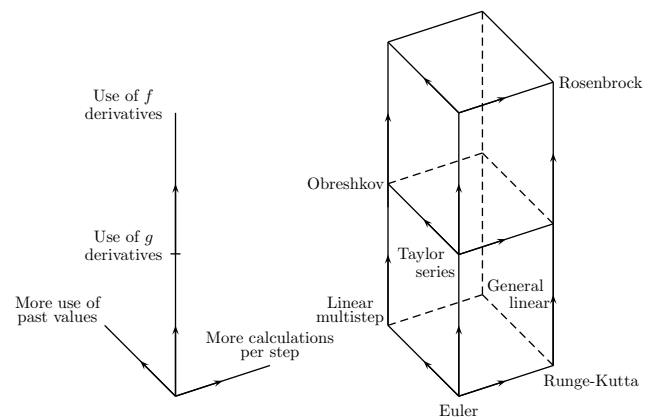 Use of f
derivatives
Use of g
derivatives
More use of
past values
More calculations
per step
Rosenbrock
Obreshkov
Taylor
series
General
linear
Linear
multistep
Runge-Kutta
Euler